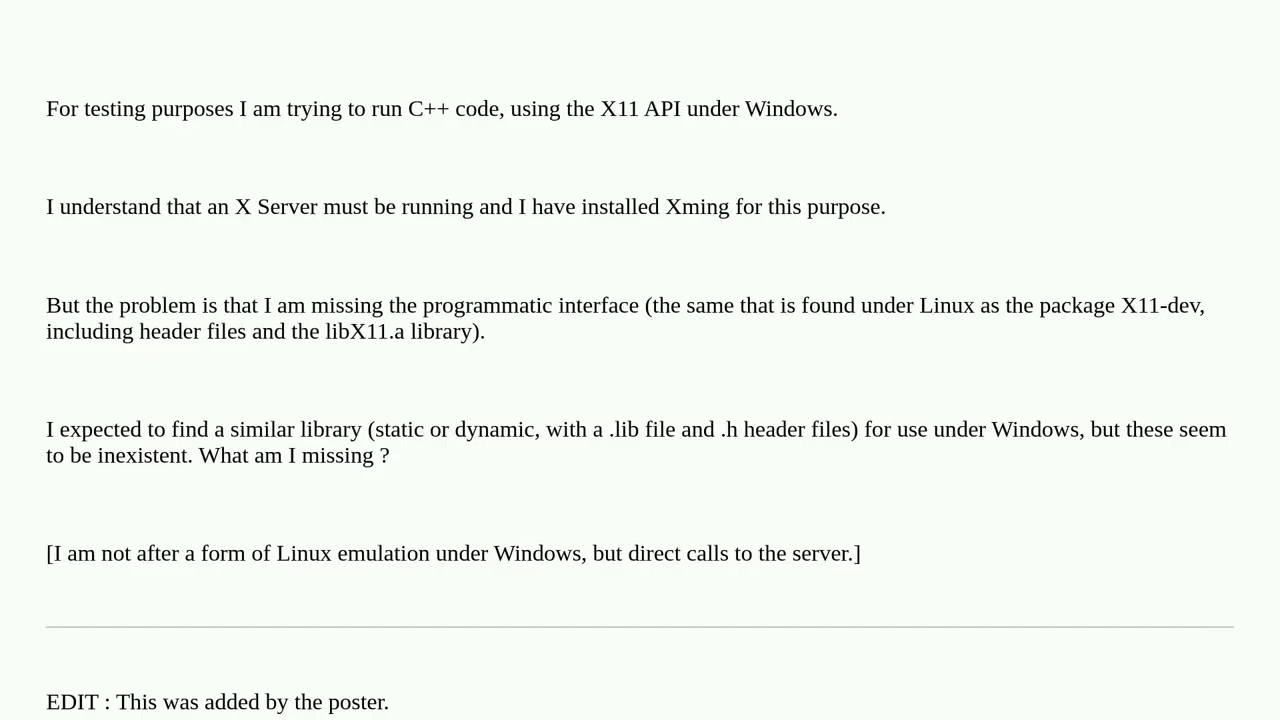 For testing purposes I am trying to run C++ code, using the X11 API under Windows.
I understand that an X Server must be running and I have installed Xming for this purpose.
But the problem is that I am missing the programmatic interface (the same that is found under Linux as the package X11-dev,
including header files and the libX11.a library).
I expected to find a similar library (static or dynamic, with a .lib file and .h header files) for use under Windows, but these seem
to be inexistent. What am I missing ?
[I am not after a form of Linux emulation under Windows, but direct calls to the server.]
EDIT : This was added by the poster.